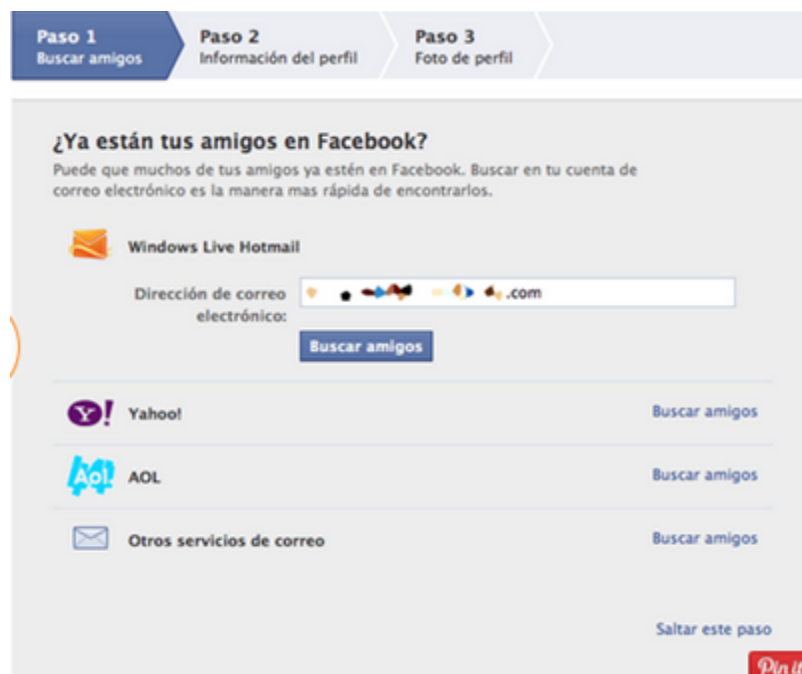 Paso 1
Buscar amigos
Paso 2
Información del perfil
Paso 3
Foto de perfil
¿Ya están tus amigos en Facebook?
Puede que muchos de tus amigos ya estén en Facebook. Buscar en tu cuenta de
correo electrónico es la manera mas rápida de encontrarlos.
Windows Live Hotmail
Dirección de correo
electrónico:
.com
Buscar amigos
Y!
Yahoo!
Buscar amigos
Aol.
AOL
Buscar amigos
Otros servicios de correo
Buscar amigos
Saltar este paso
Pin it